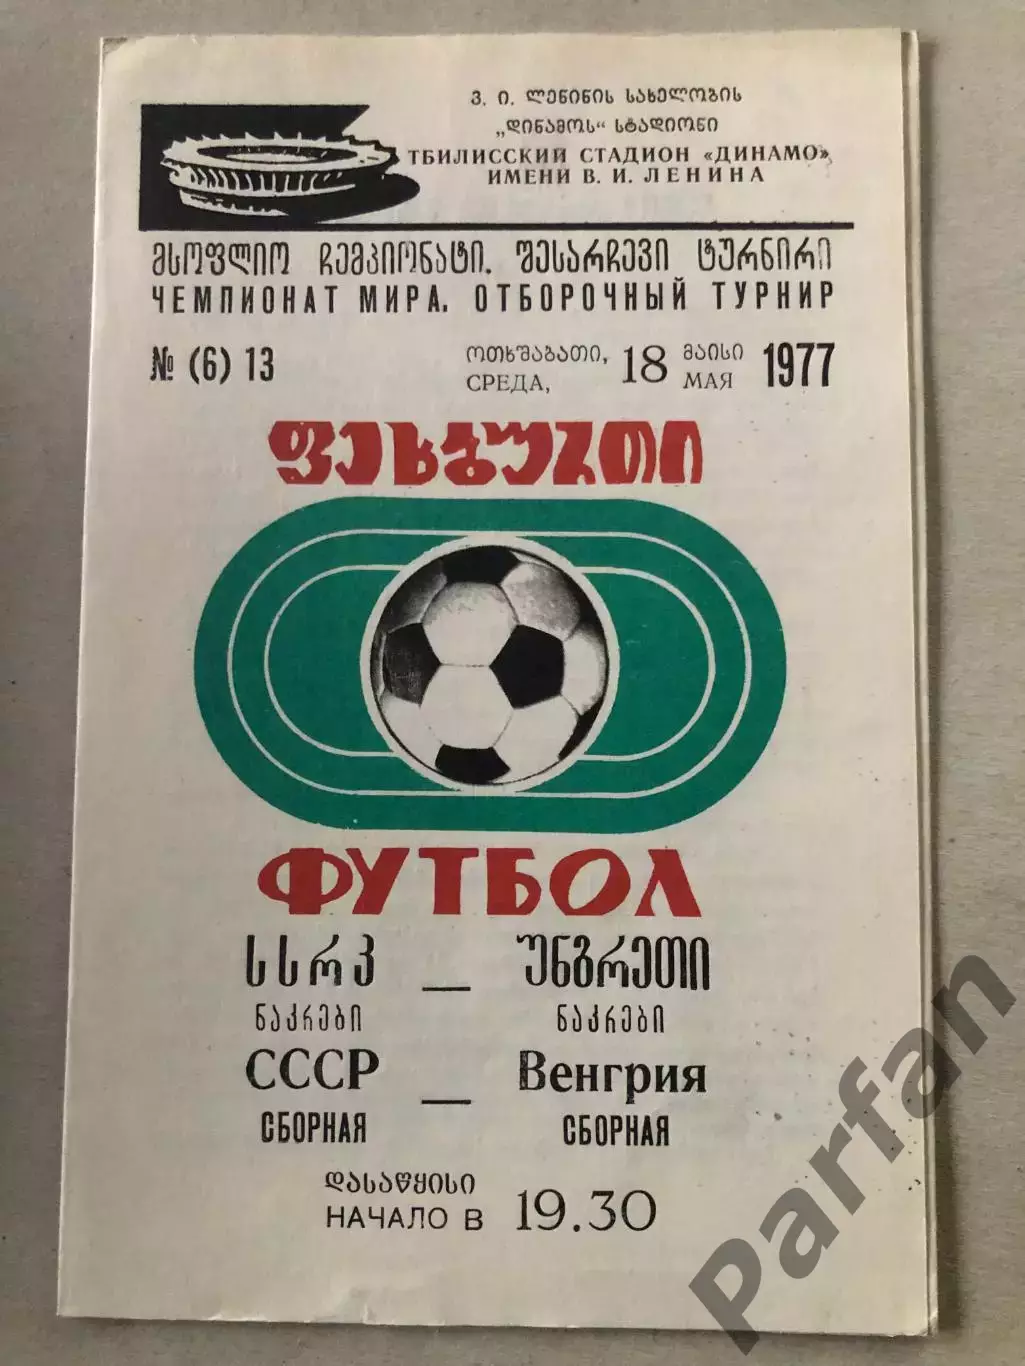 ვ. ი. ლენინის სახელობის
„დინამოს“ სტადიონი
ТБИЛИССКИЙ СТАДИОН «ДИНАМО»
ИМЕНИ В. И. ЛЕНИНА
მსოფლიო ჩემპიონატი. შესარჩევი ტურნირი
ЧЕМПИОНАТ МИРА. ОТБОРОЧНЫЙ ТУРНИР
№ (6) 13
ოთხშაბათი, 18 მაისი 1977
СРЕДА, МАЯ
ფეხბურთი
ФУТБОЛ
სსრკ — უნგრეთი
ნაკრები ნაკრები
СССР — Венгрия
СБОРНАЯ СБОРНАЯ
დასაწყისი
НАЧАЛО В 19.30
Parfan